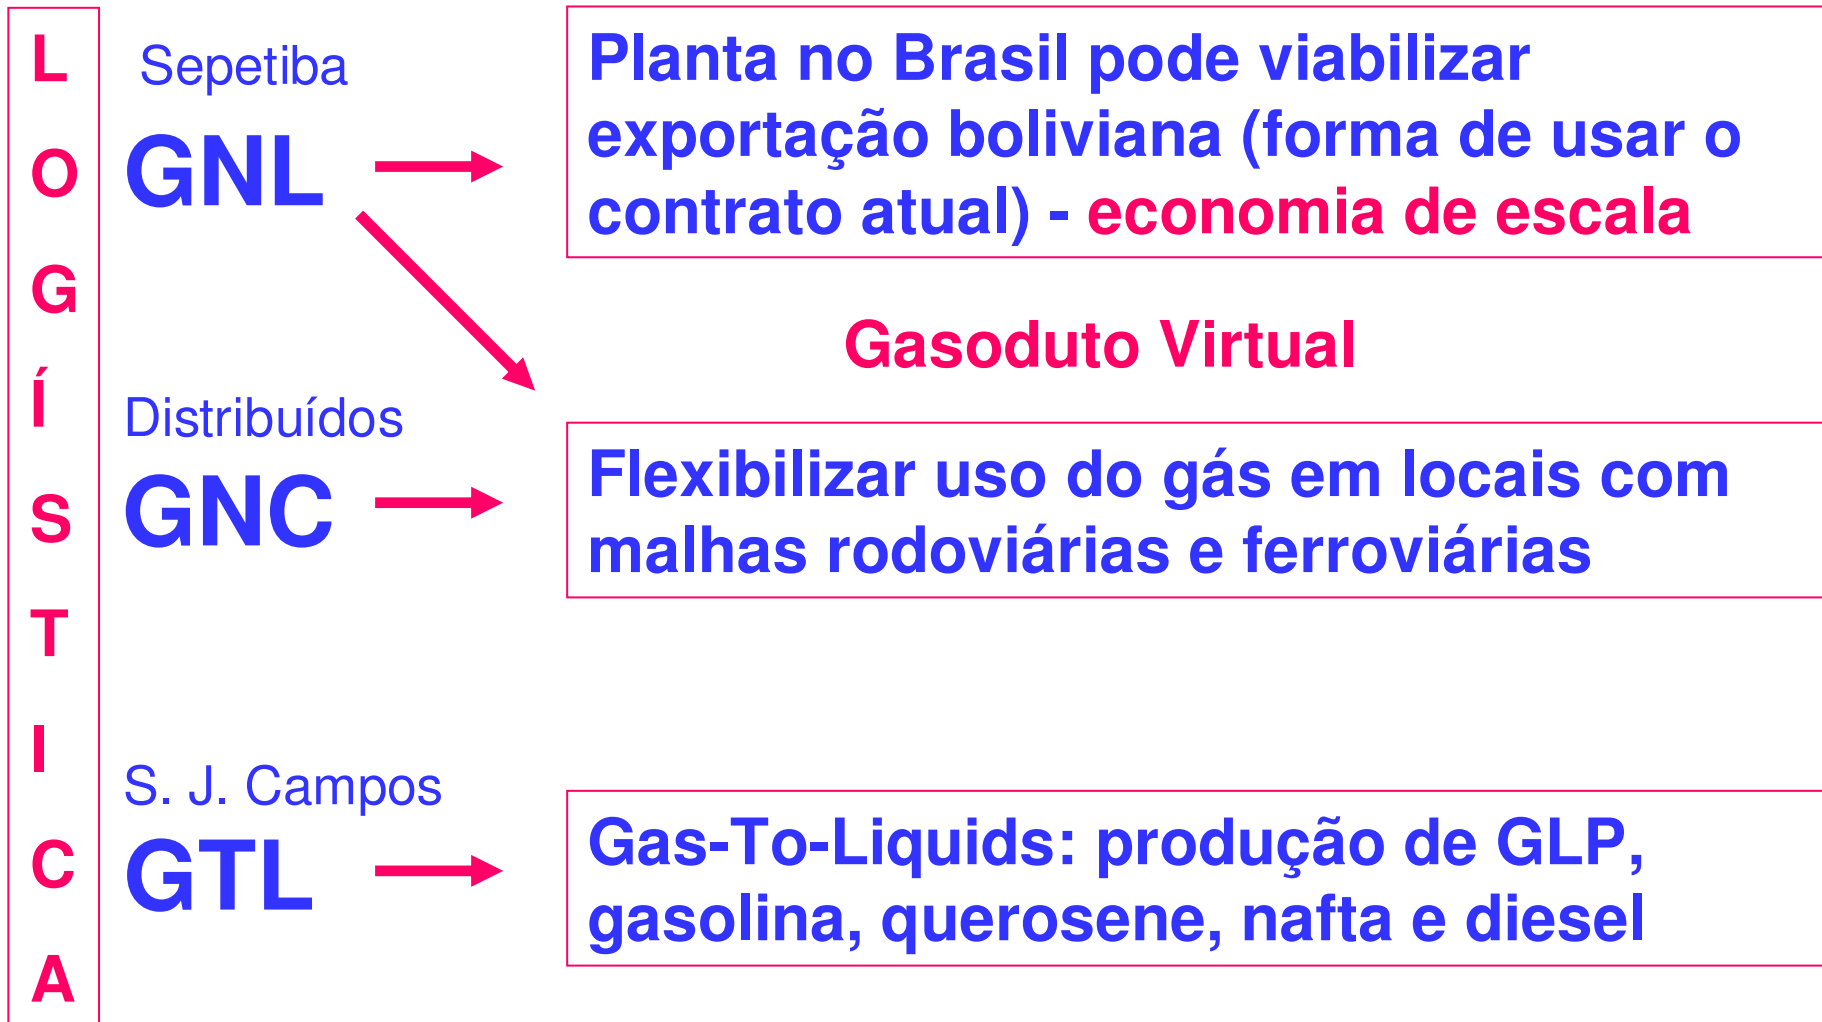 LOGÍSTICA
Sepetiba
GNL
Planta no Brasil pode viabilizar
exportação boliviana (forma de usar o
contrato atual) - economia de escala
Gasoduto Virtual
Distribuídos
GNC
Flexibilizar uso do gás em locais com
malhas rodoviárias e ferroviárias
S. J. Campos
GTL
Gas-To-Liquids: produção de GLP,
gasolina, querosene, nafta e diesel